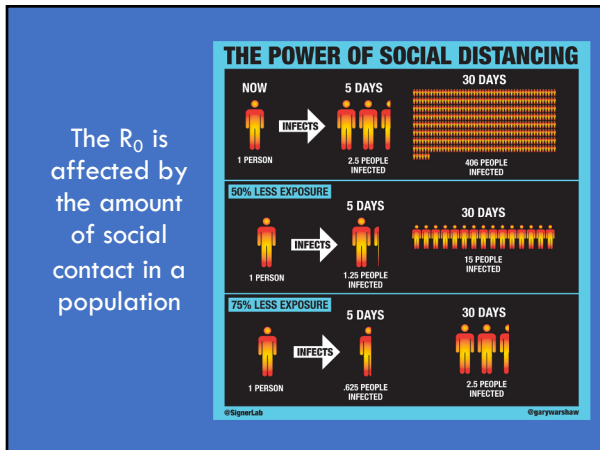 The R₀ is
affected by
the amount
of social
contact in a
population
THE POWER OF SOCIAL DISTANCING
NOW
5 DAYS
30 DAYS
INFECTS
1 PERSON
2.5 PEOPLE
INFECTED
406 PEOPLE
INFECTED
50% LESS EXPOSURE
5 DAYS
30 DAYS
INFECTS
1 PERSON
1.25 PEOPLE
INFECTED
15 PEOPLE
INFECTED
75% LESS EXPOSURE
5 DAYS
30 DAYS
INFECTS
1 PERSON
.625 PEOPLE
INFECTED
2.5 PEOPLE
INFECTED
@SignerLab
@garywarshaw